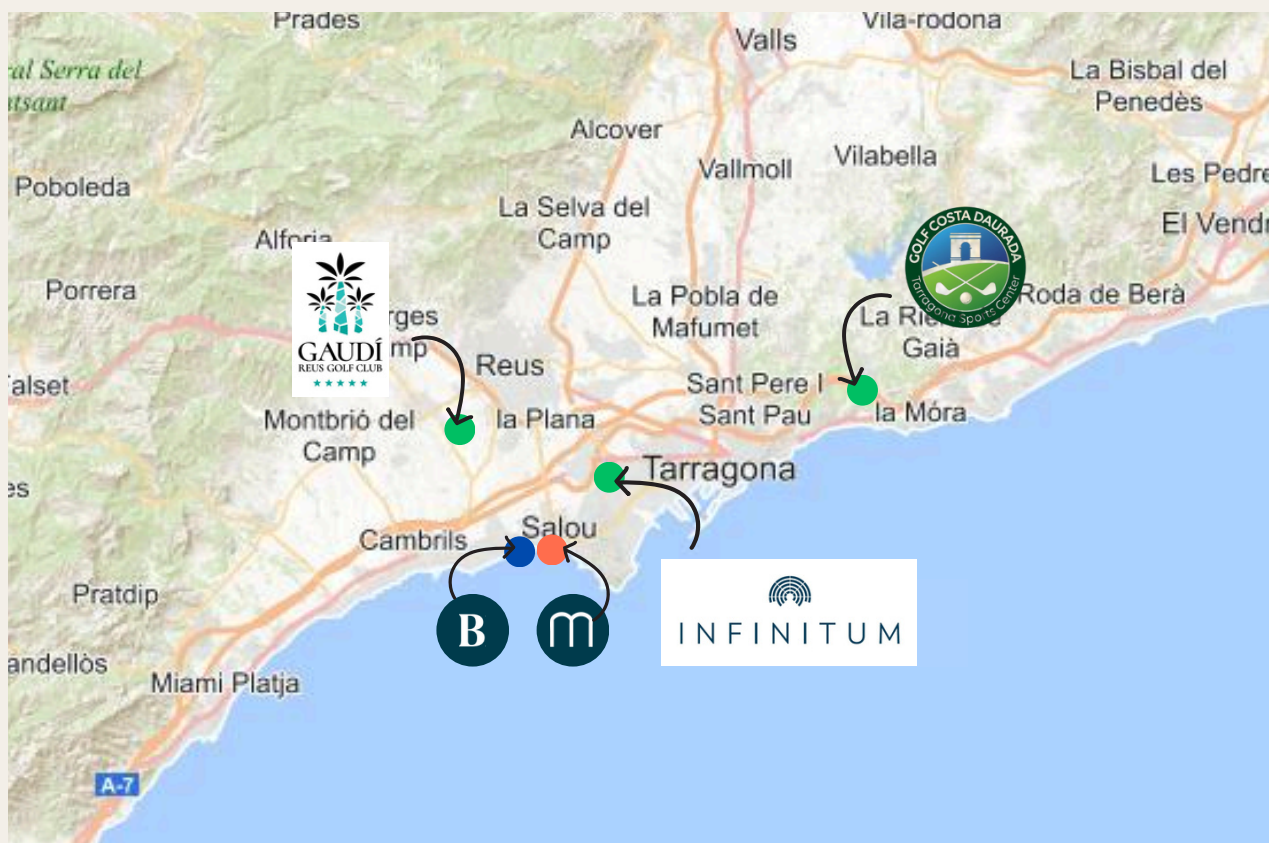 Prades
Vila-rodona
Valls
ral Serra del
ntsant
La Bisbal del
Penedès
Alcover
Vallmoll
Vilabella
Les Pedre
Poboleda
La Selva del
Camp
El Vendr
Alforja
GOLF COSTA DAURADA
Tarragona Sports Center
Porrera
La Pobla de
Mafumet
Roda de Berà
La Rie
Gaià
rges
mp
GAUDÍ
REUS GOLF CLUB
Reus
alset
Sant Pere I
Sant Pau
la Móra
Montbrió del
Camp
la Plana
Tarragona
es
Salou
Cambrils
Pratdip
B
m
INFINITUM
andellòs
Miami Platja
A-7